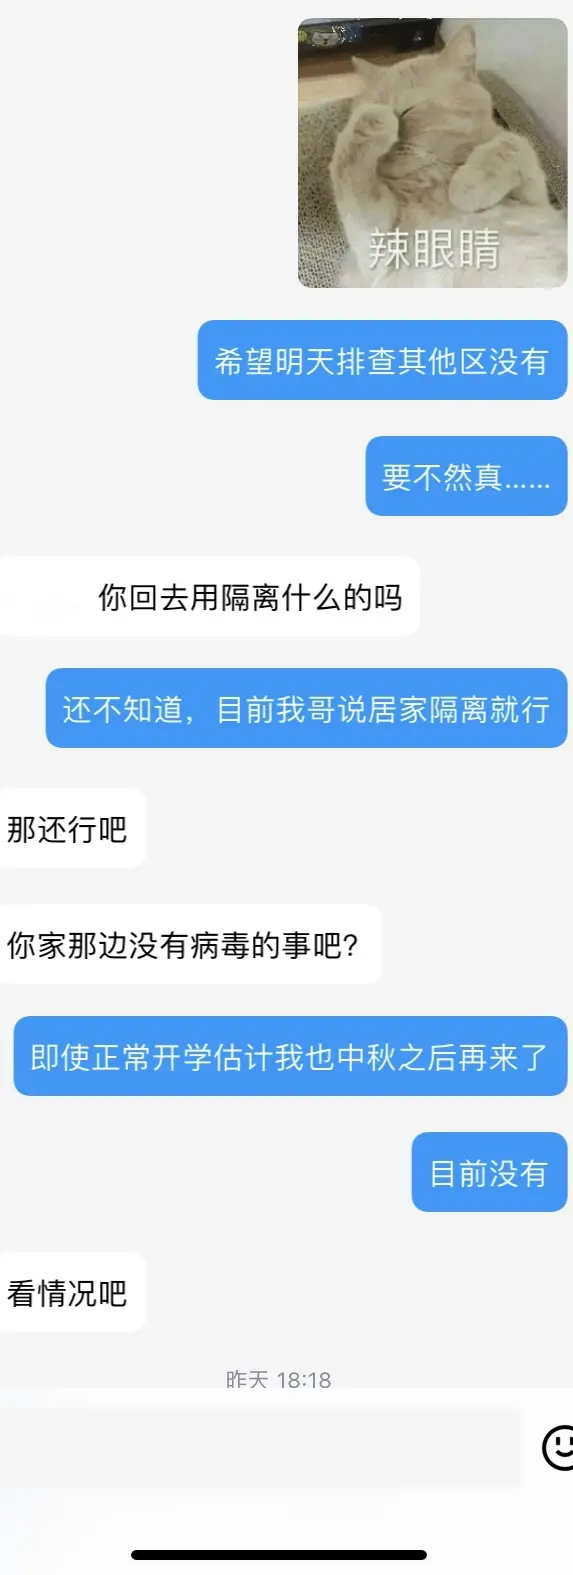 辣眼睛
希望明天排查其他区没有
要不然真……
你回去用隔离什么的吗
还不知道，目前我哥说居家隔离就行
那还行吧
你家那边没有病毒的事吧？
即使正常开学估计我也中秋之后再来了
目前没有
看情况吧
昨天 18:18